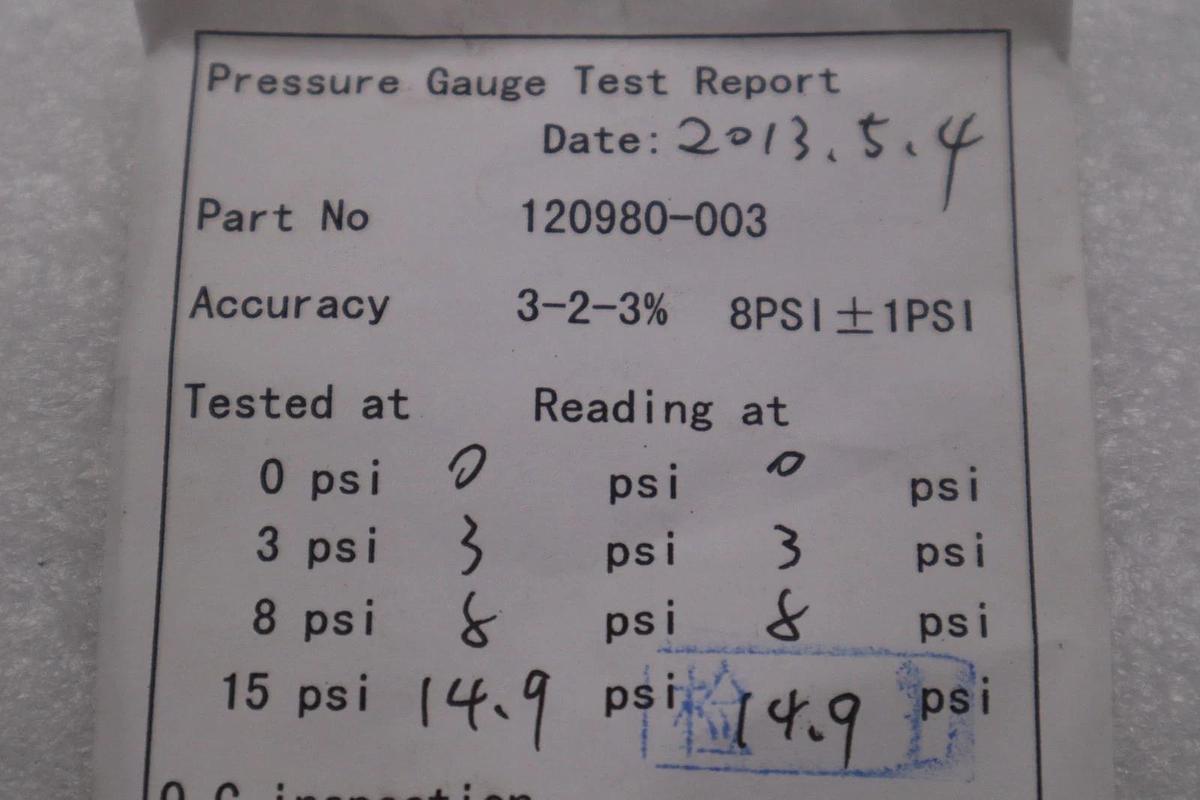 Pressure Gauge Test Report
Date: 2013.5.4
Part No 120980-003
Accuracy 3-2-3% 8PSI±1PSI
Tested at Reading at
0 psi 0 psi 0 psi
3 psi 3 psi 3 psi
8 psi 8 psi 8 psi
15 psi 14.9 psi 14.9 psi
Q C inspection